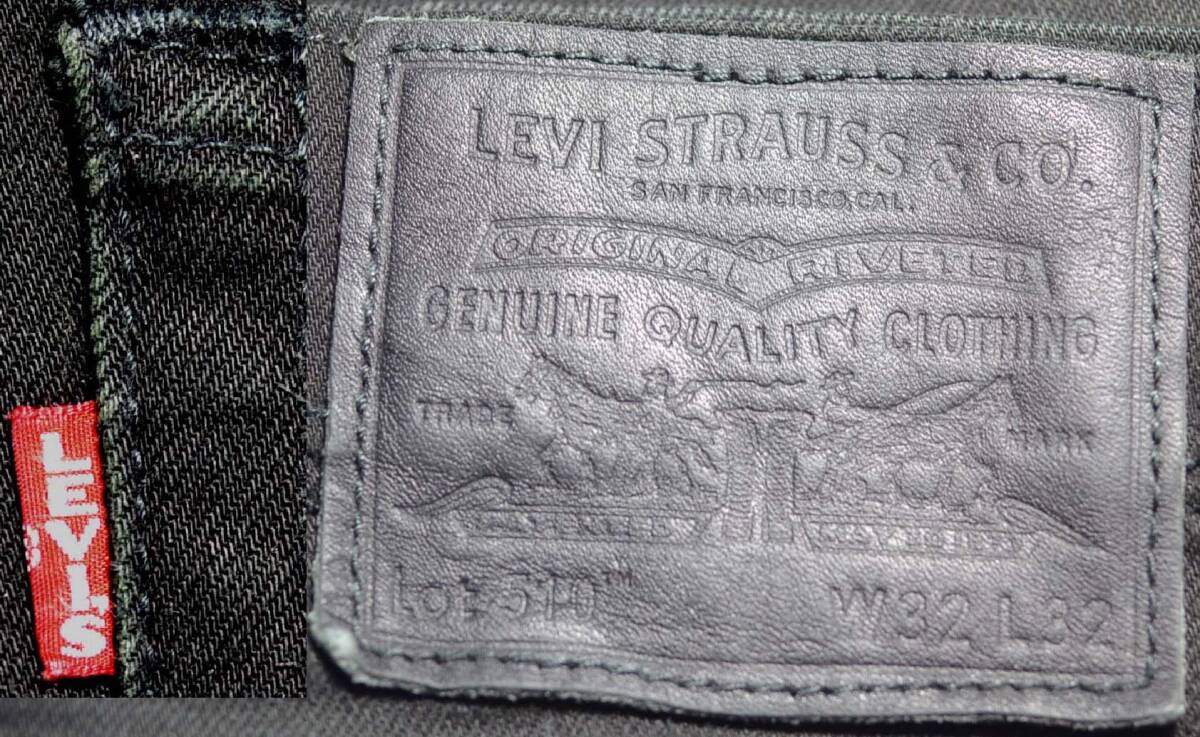 LEVI'S
®
LEVI STRAUSS & CO.
SAN FRANCISCO, CAL.
ORIGINAL RIVETED
GENUINE QUALITY CLOTHING
TRADE MARK
Lot 510™ W32 L32